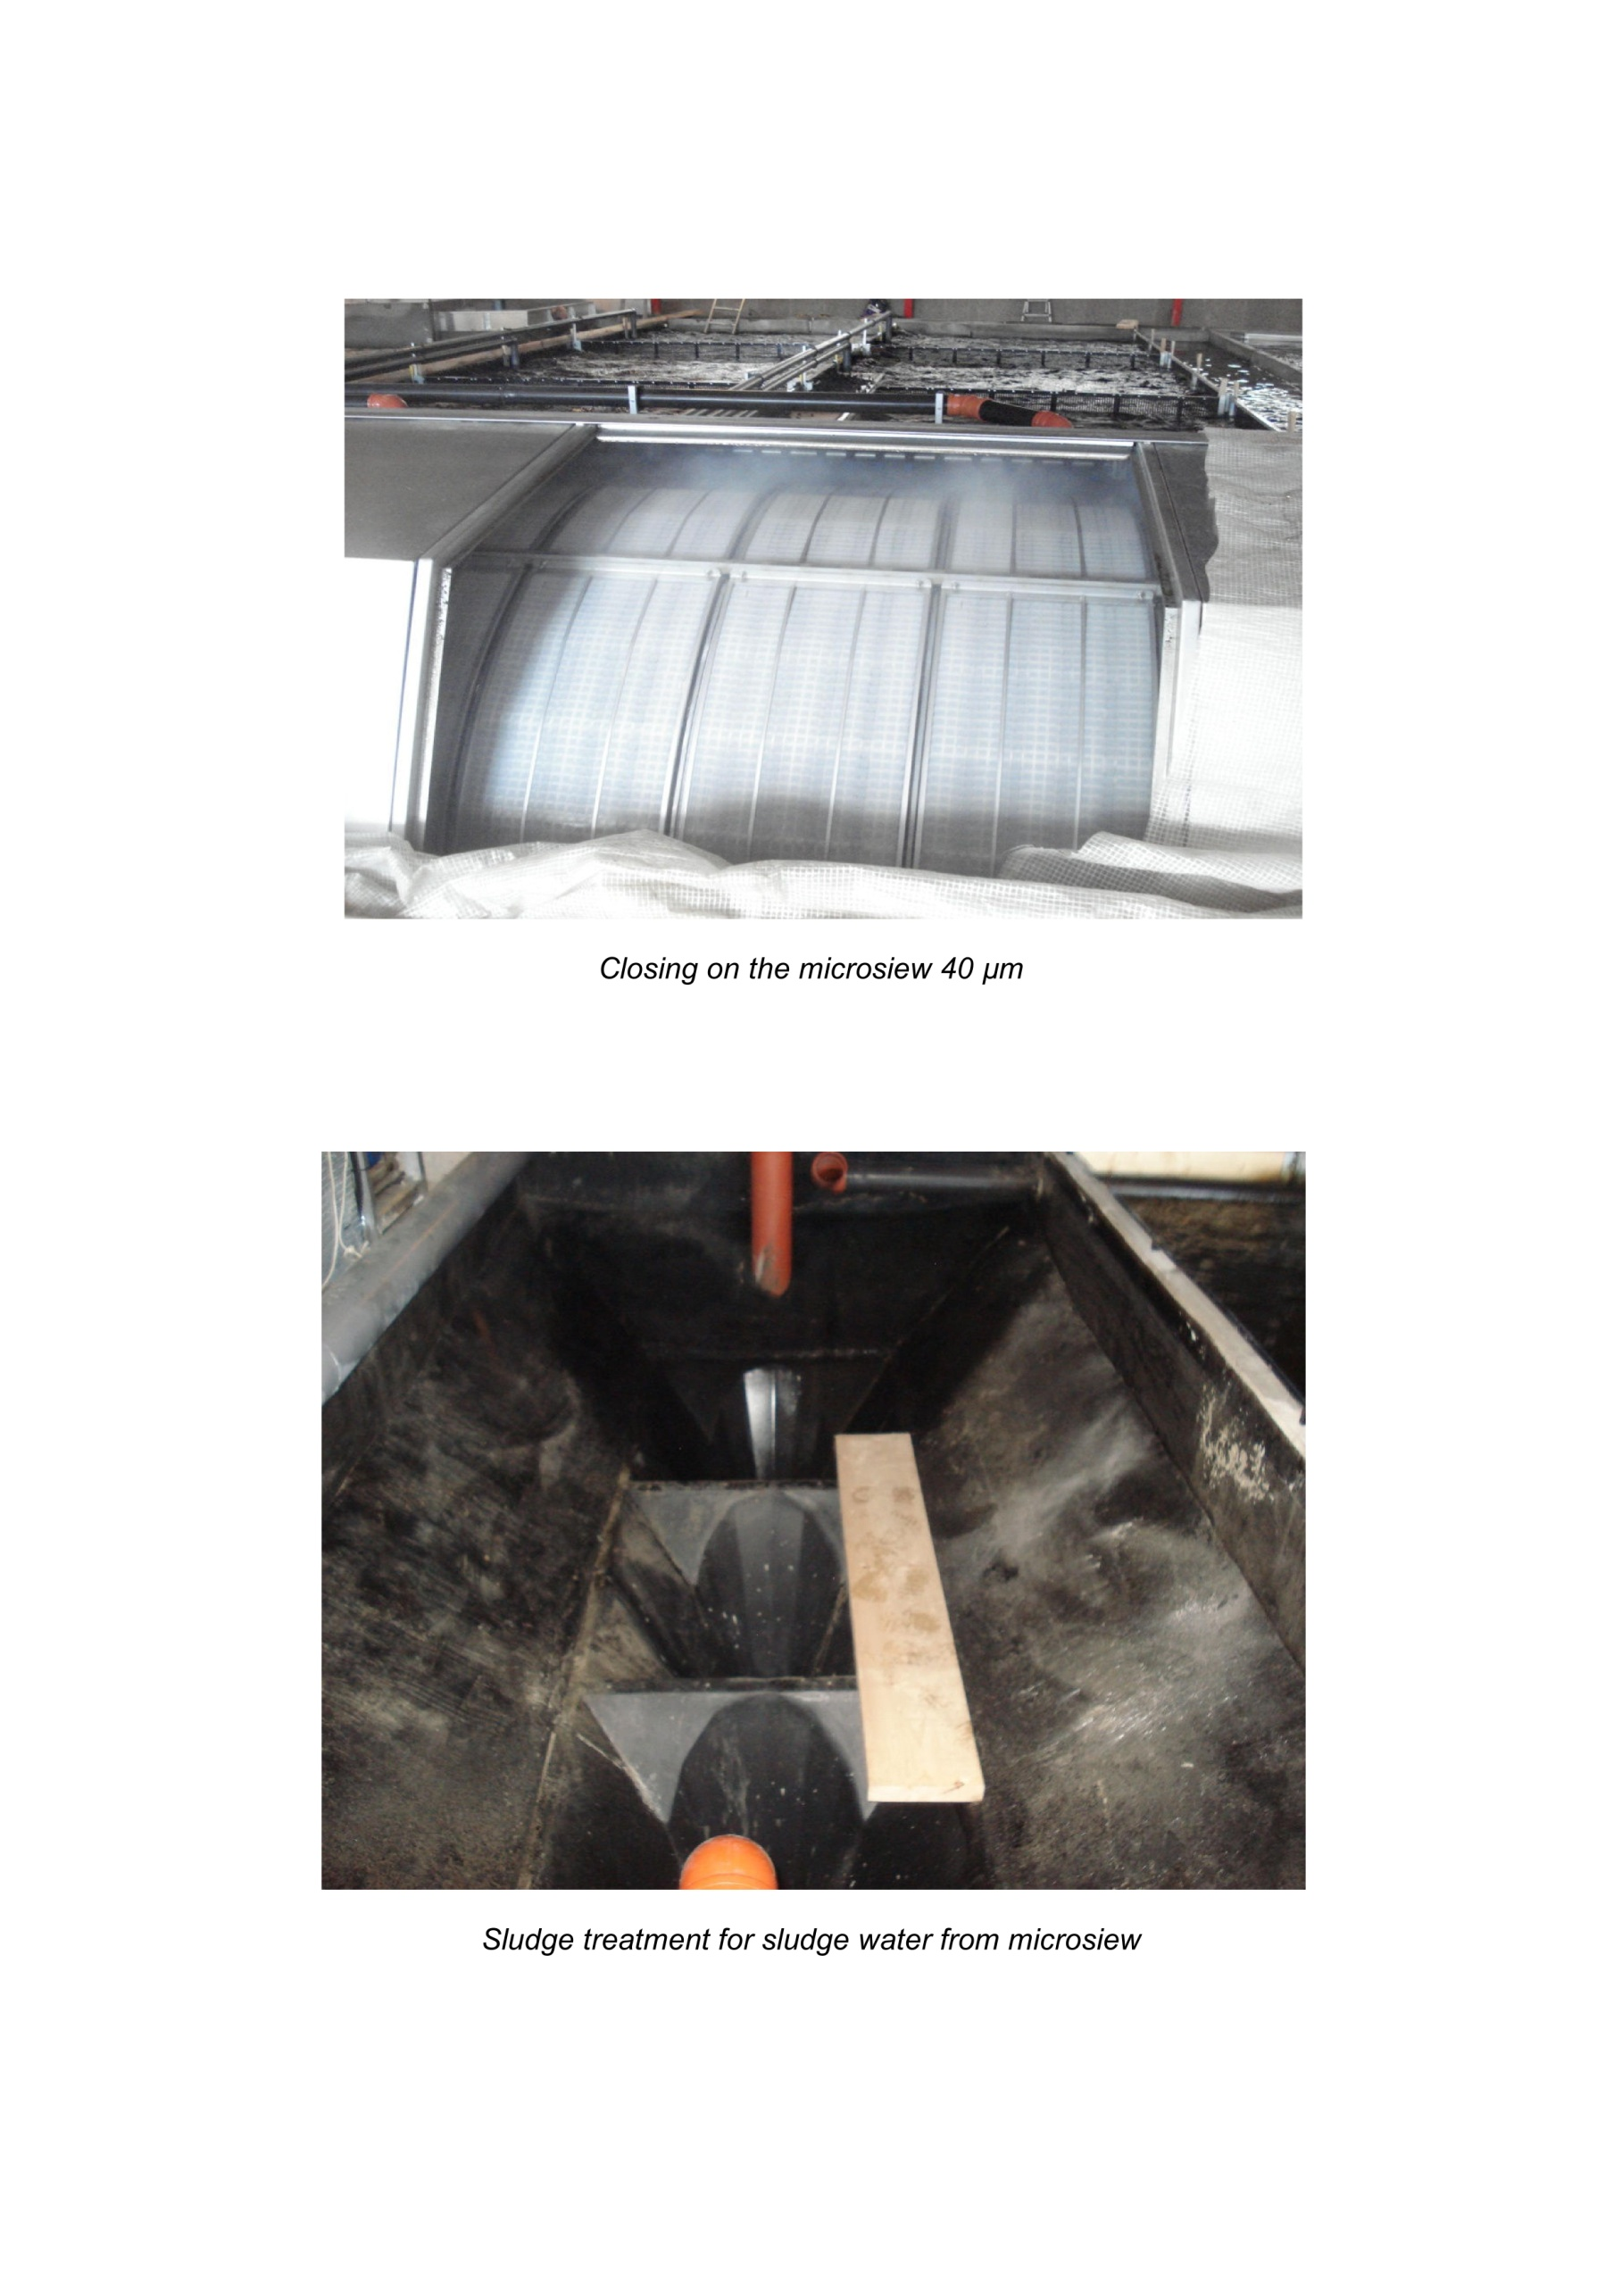 Closing on the microsiew 40 µm
Sludge treatment for sludge water from microsiew